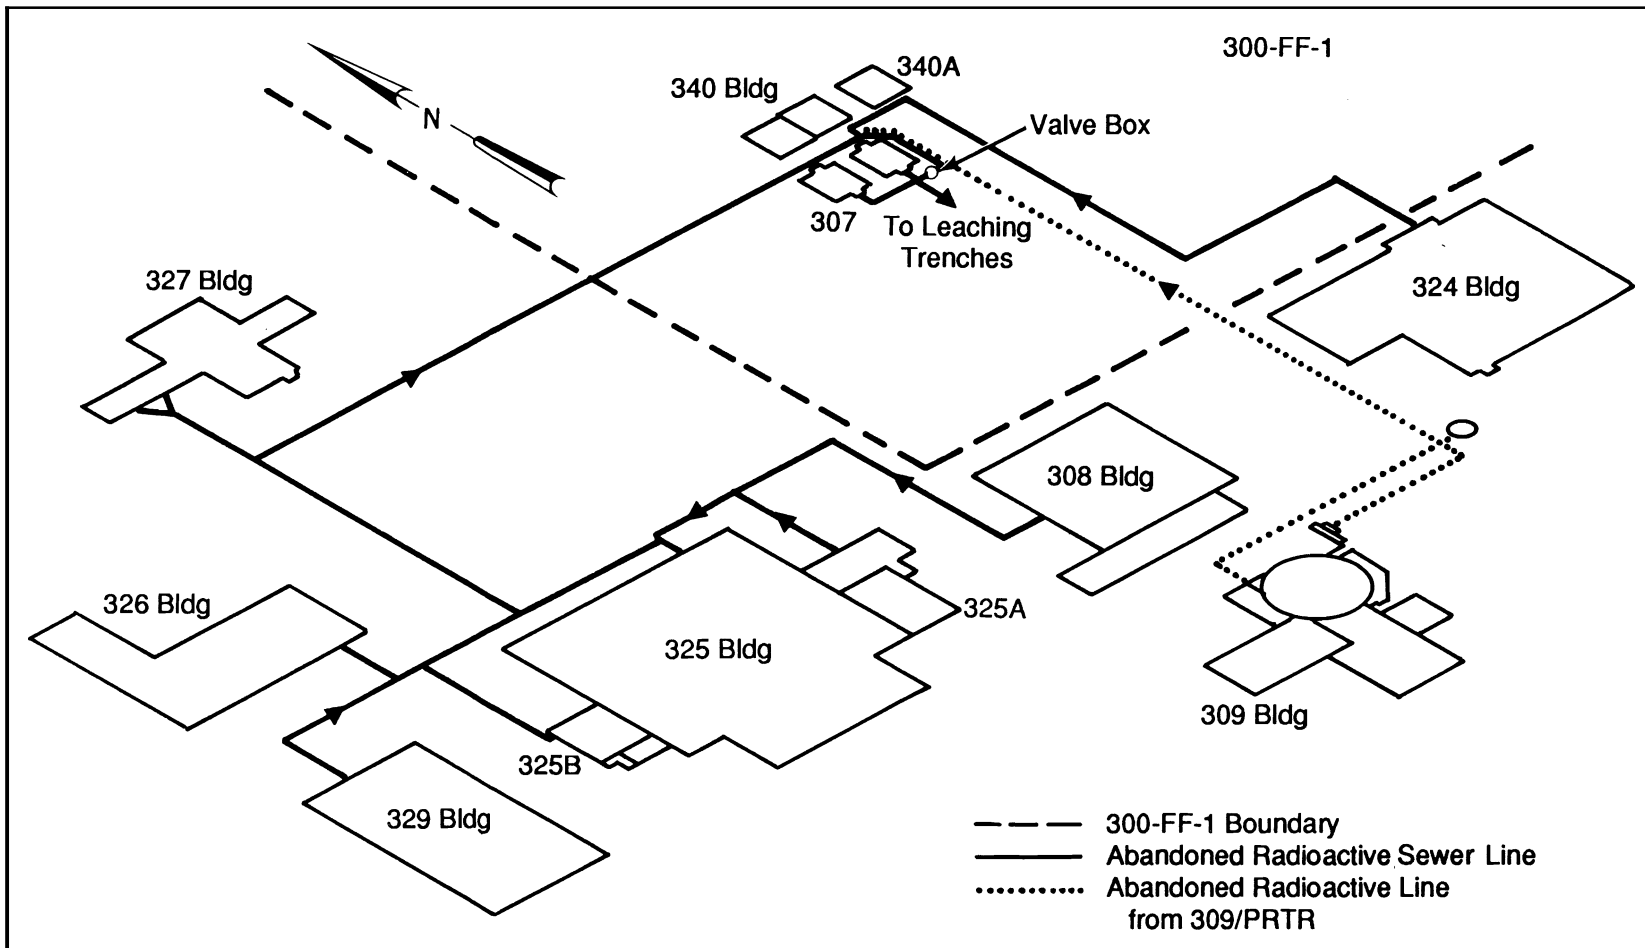 300-FF-1
340A
340 Bldg
N
Valve Box
307
To Leaching
Trenches
327 Bldg
324 Bldg
308 Bldg
326 Bldg
325A
325 Bldg
309 Bldg
325B
329 Bldg
300-FF-1 Boundary
Abandoned Radioactive Sewer Line
Abandoned Radioactive Line
from 309/PRTR